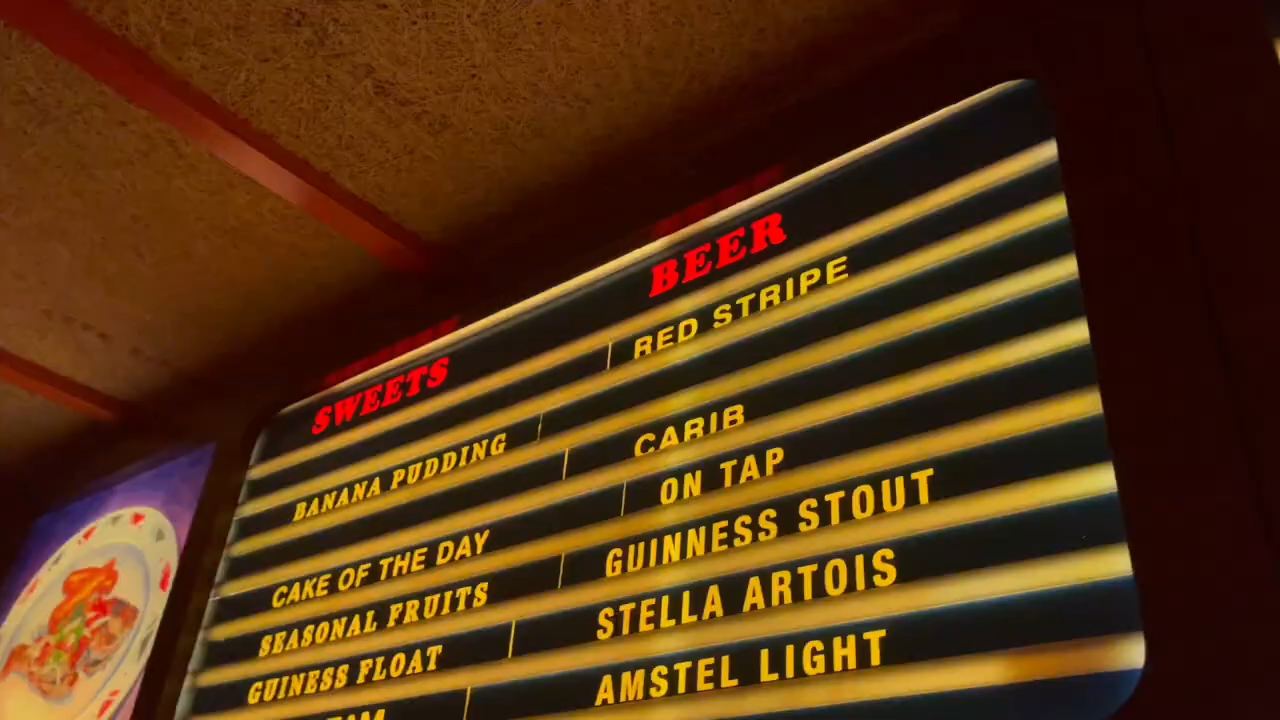 SWEETS
BANANA PUDDING
CAKE OF THE DAY
SEASONAL FRUITS
GUINESS FLOAT
BEER
RED STRIPE
CARIB
ON TAP
GUINNESS STOUT
STELLA ARTOIS
AMSTEL LIGHT